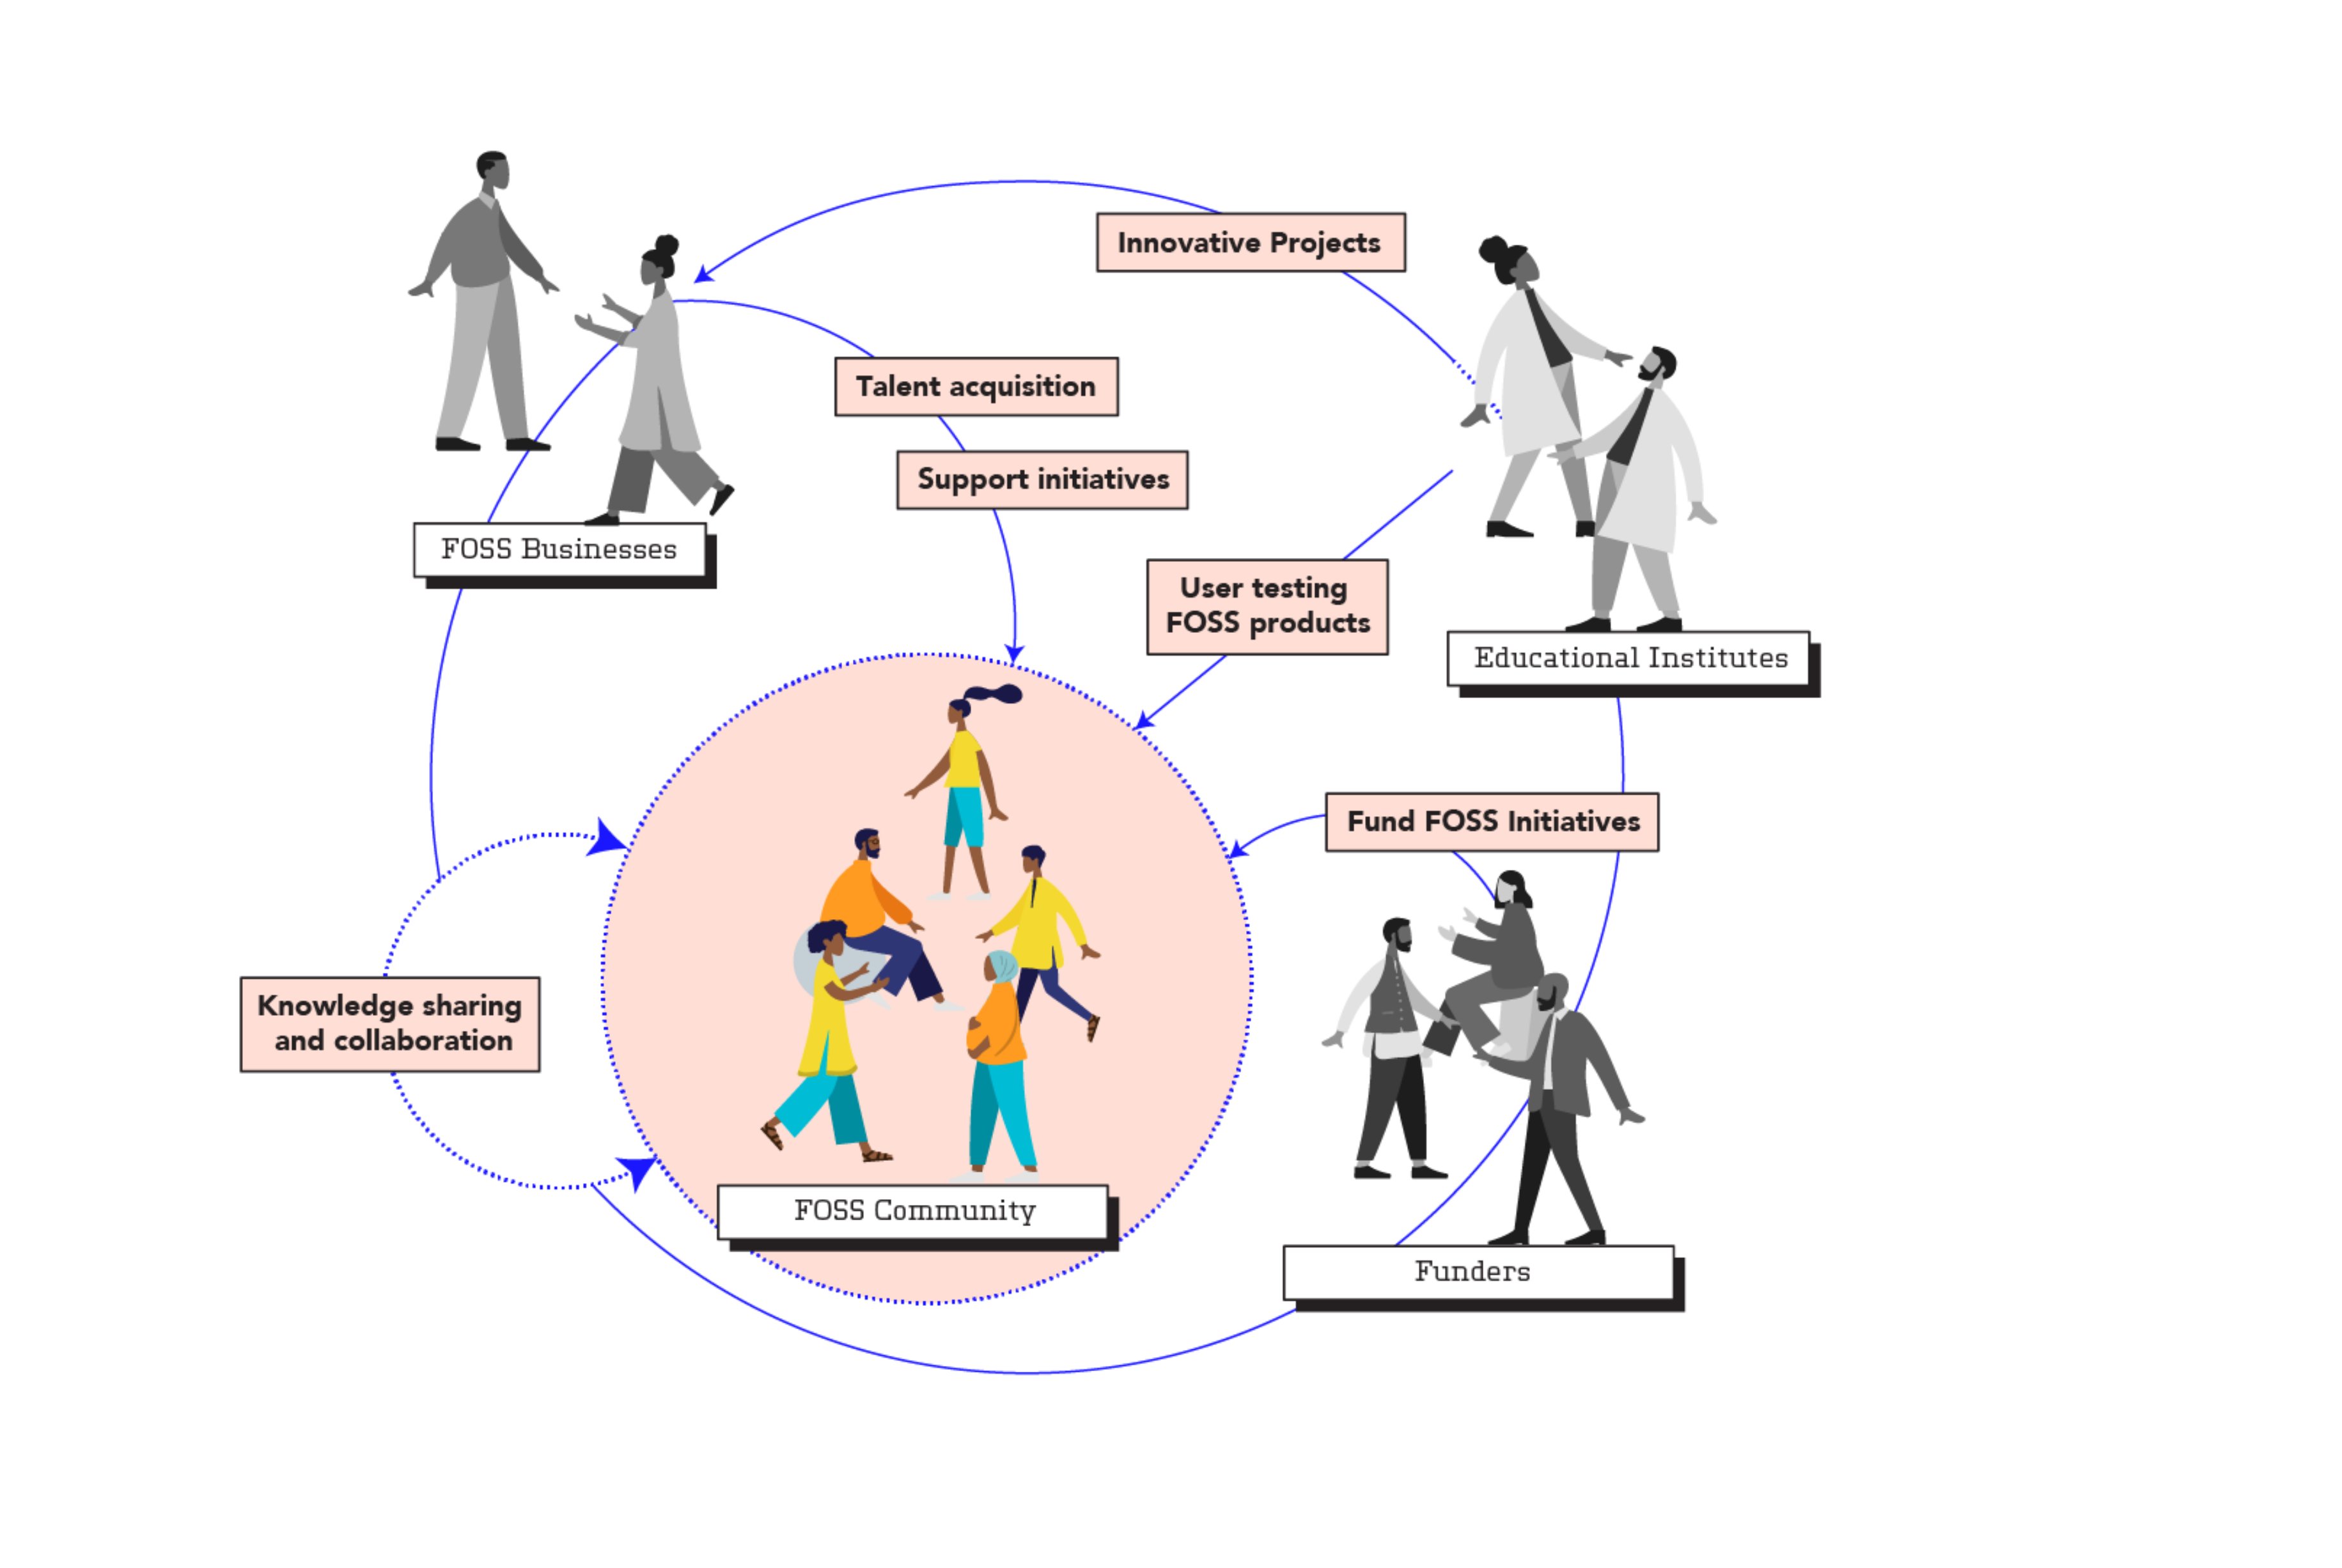 Innovative Projects
Talent acquisition
Support initiatives
FOSS Businesses
User testing
FOSS products
Educational Institutes
Fund FOSS Initiatives
Knowledge sharing
and collaboration
FOSS Community
Funders